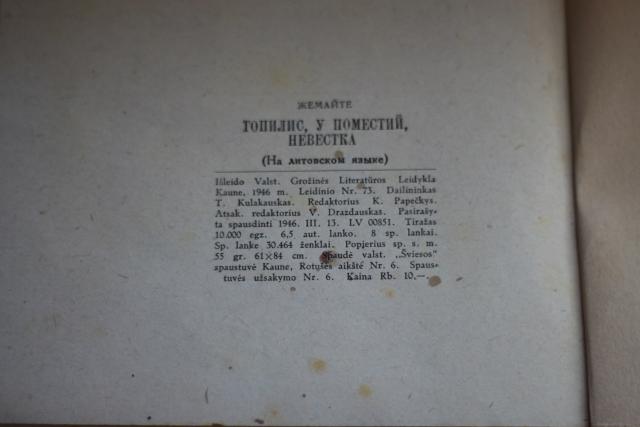 ЖЕМАЙТЕ
ТОПИЛИС, У ПОМЕСТИЙ,
НЕВЕСТКА
(На литовском языке)
Išleido Valst. Grožinės Literatūros Leidykla
Kaune, 1946 m. Leidinio Nr. 73. Dailininkas
T. Kulakauskas. Redaktorius K. Papečkys.
Atsak. redaktorius V. Drazdauskas. Pasirašy-
ta spausdinti 1946. III. 13. LV 00851. Tiražas
10.000 egz. 6,5 aut. lanko. 8 sp. lankai.
Sp. lanke 30.464 ženklai. Popierius sp. s. m.
55 gr. 61×84 cm. Spaudė valst. „Šviesos"
spaustuvė Kaune, Rotušės aikštė Nr. 6. Spaus-
tuvės užsakymo Nr. 6. Kaina Rb. 10,—.